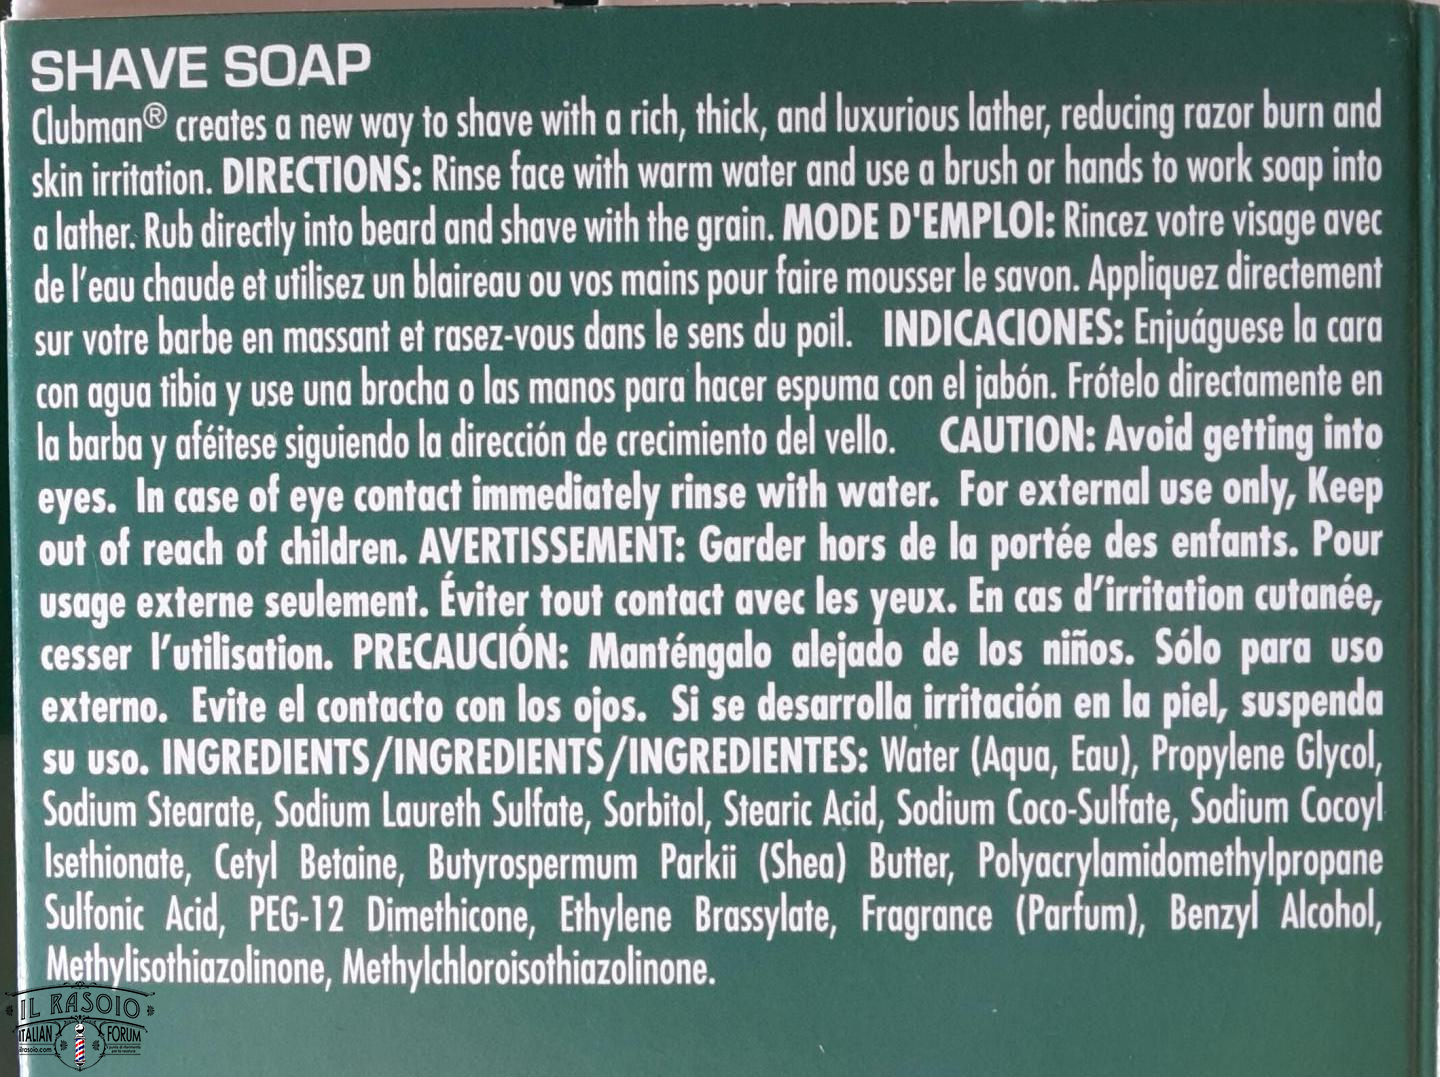 SHAVE SOAP
Clubman® creates a new way to shave with a rich, thick, and luxurious lather, reducing razor burn and
skin irritation. DIRECTIONS: Rinse face with warm water and use a brush or hands to work soap into
a lather. Rub directly into beard and shave with the grain. MODE D'EMPLOI: Rincez votre visage avec
de l'eau chaude et utilisez un blaireau ou vos mains pour faire mousser le savon. Appliquez directement
sur votre barbe en massant et rasez-vous dans le sens du poil. INDICACIONES: Enjuáguese la cara
con agua tibia y use una brocha o las manos para hacer espuma con el jabón. Frótelo directamente en
la barba y aféitese siguiendo la dirección de crecimiento del vello. CAUTION: Avoid getting into
eyes. In case of eye contact immediately rinse with water. For external use only, Keep
out of reach of children. AVERTISSEMENT: Garder hors de la portée des enfants. Pour
usage externe seulement. Éviter tout contact avec les yeux. En cas d'irritation cutanée,
cesser l'utilisation. PRECAUCIÓN: Manténgalo alejado de los niños. Sólo para uso
externo. Evite el contacto con los ojos. Si se desarrolla irritación en la piel, suspenda
su uso. INGREDIENTS/INGREDIENTS/INGREDIENTES: Water (Aqua, Eau), Propylene Glycol,
Sodium Stearate, Sodium Laureth Sulfate, Sorbitol, Stearic Acid, Sodium Coco-Sulfate, Sodium Cocoyl
Isethionate, Cetyl Betaine, Butyrospermum Parkii (Shea) Butter, Polyacrylamidomethylpropane
Sulfonic Acid, PEG-12 Dimethicone, Ethylene Brassylate, Fragrance (Parfum), Benzyl Alcohol,
Methylisothiazolinone, Methylchloroisothiazolinone.
IL RASOIO
ITALIAN FORUM